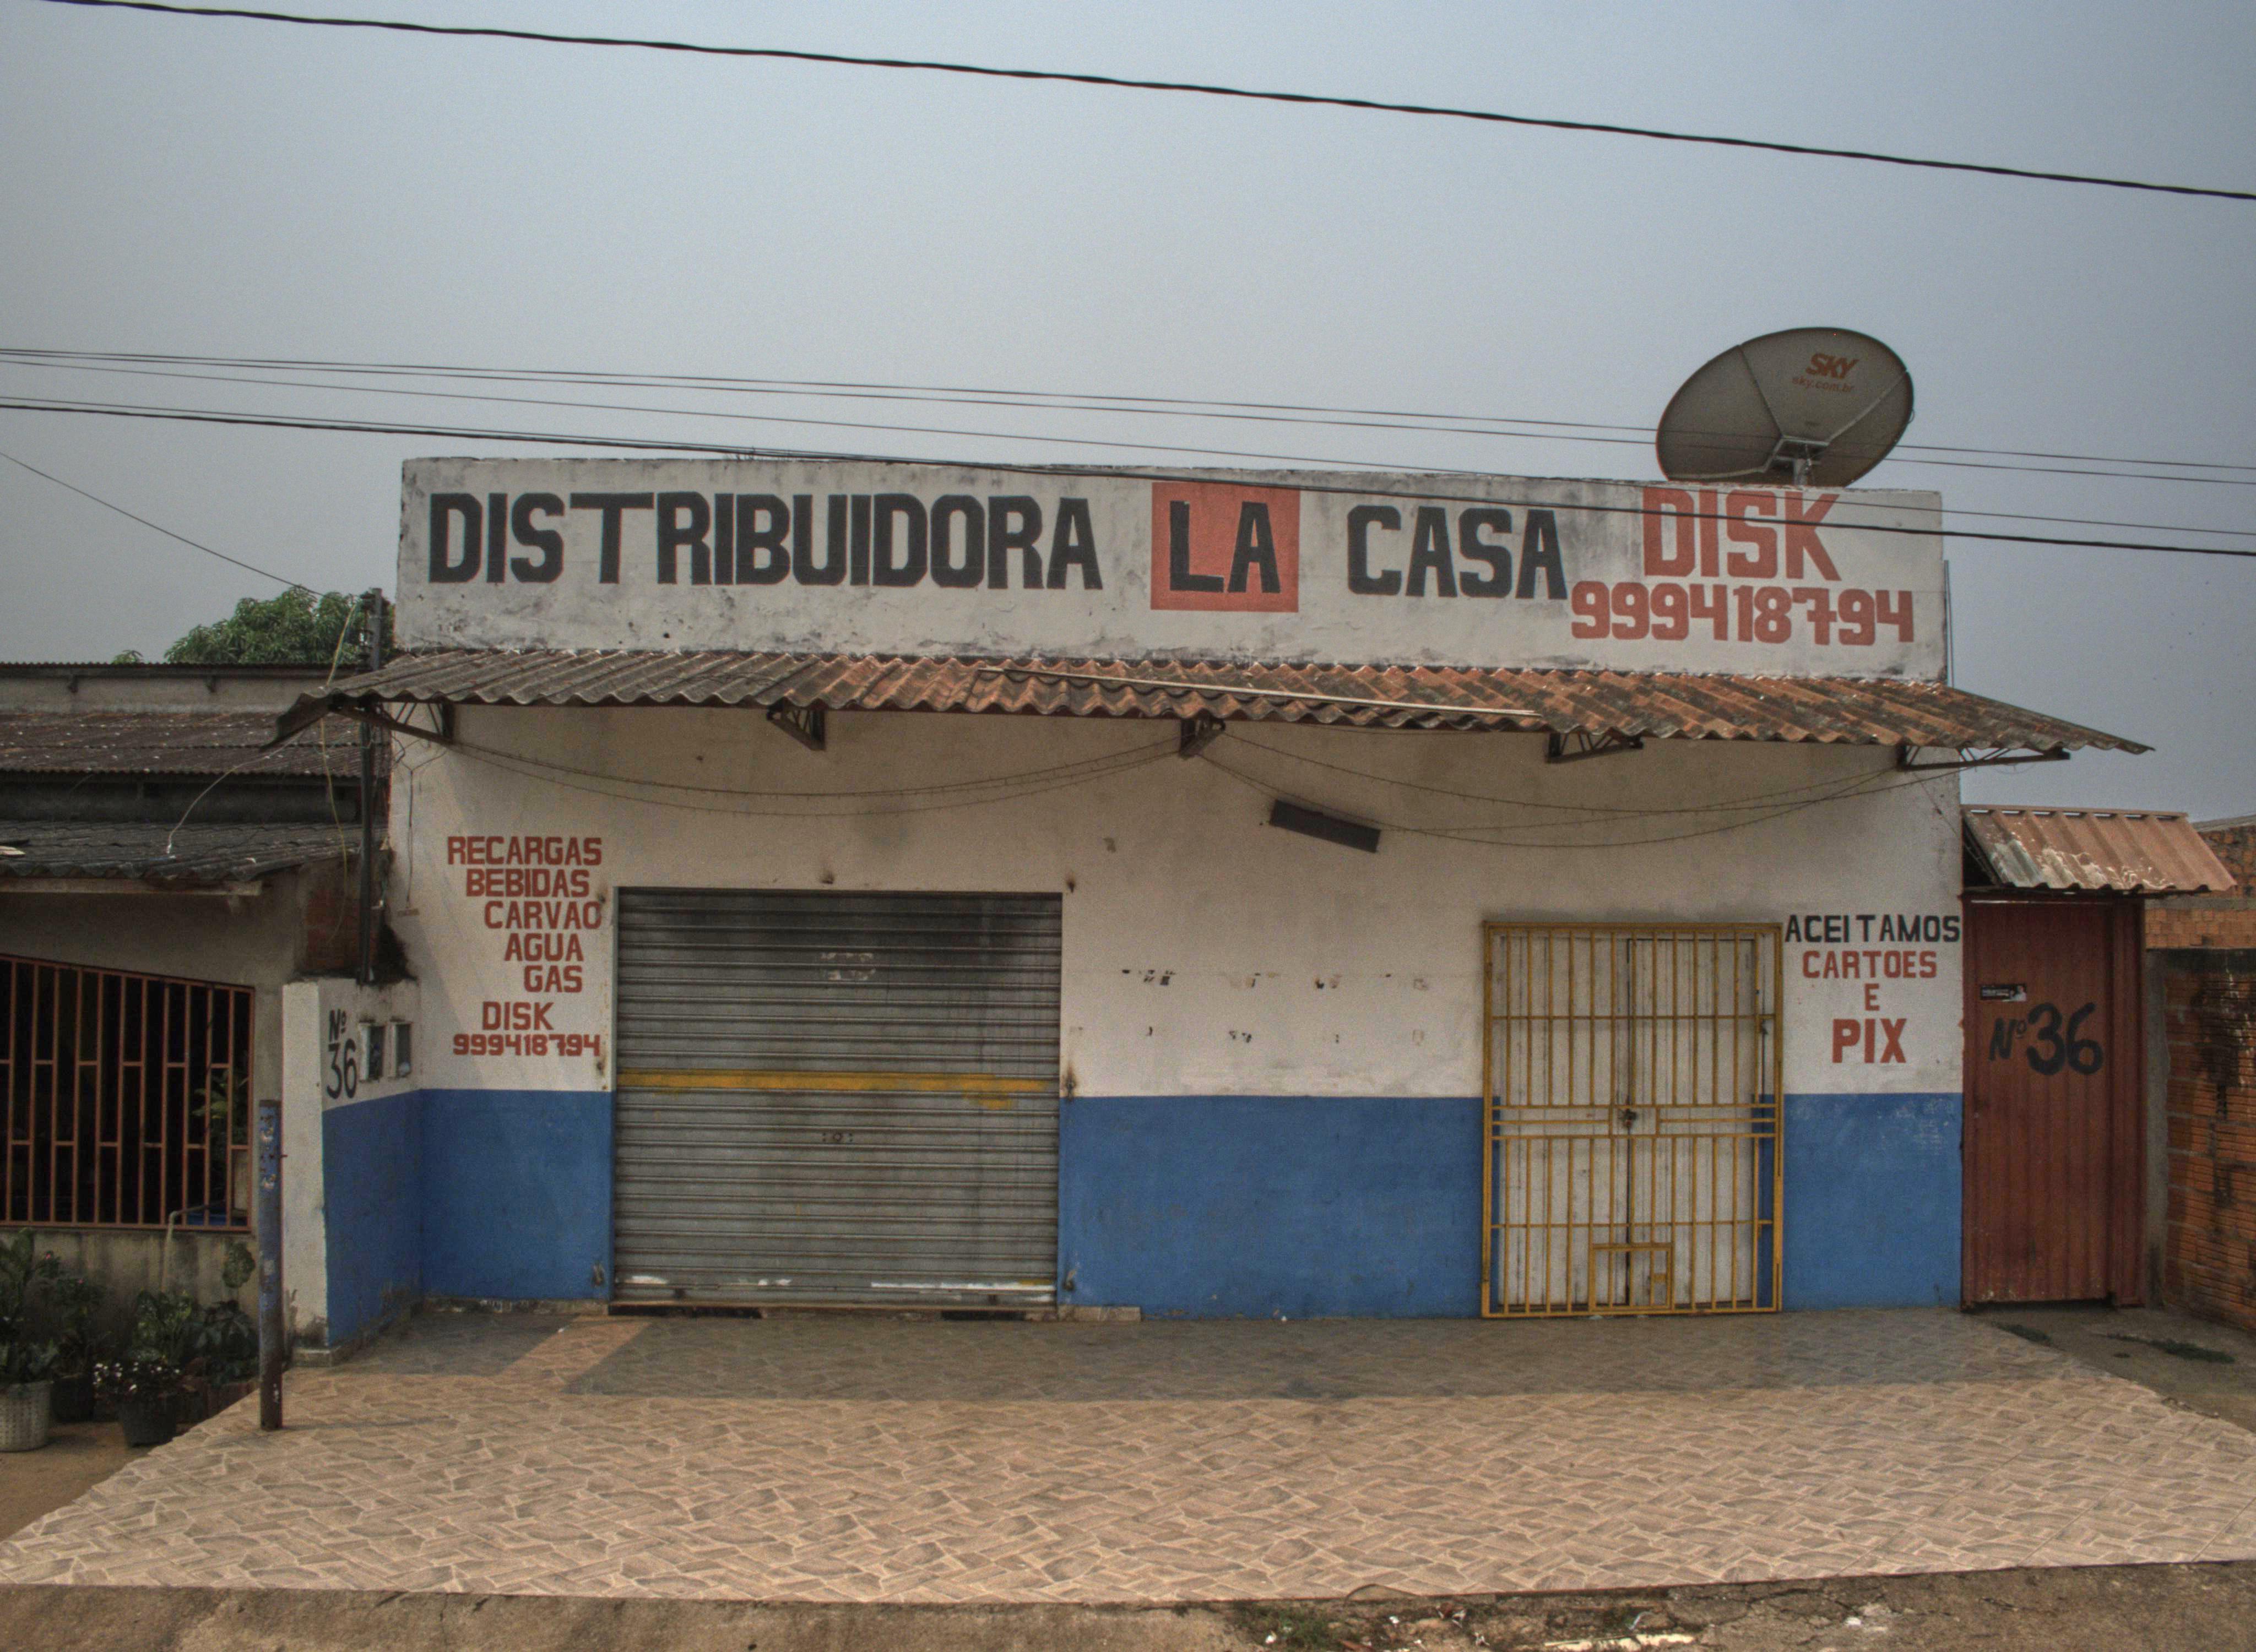 SKY
sky.com.br
DISTRIBUIDORA LA CASA
DISK
999418794
RECARGAS
BEBIDAS
CARVAO
AGUA
GAS
DISK
999418794
Nº
36
ACEITAMOS
CARTOES
E
PIX
Nº36